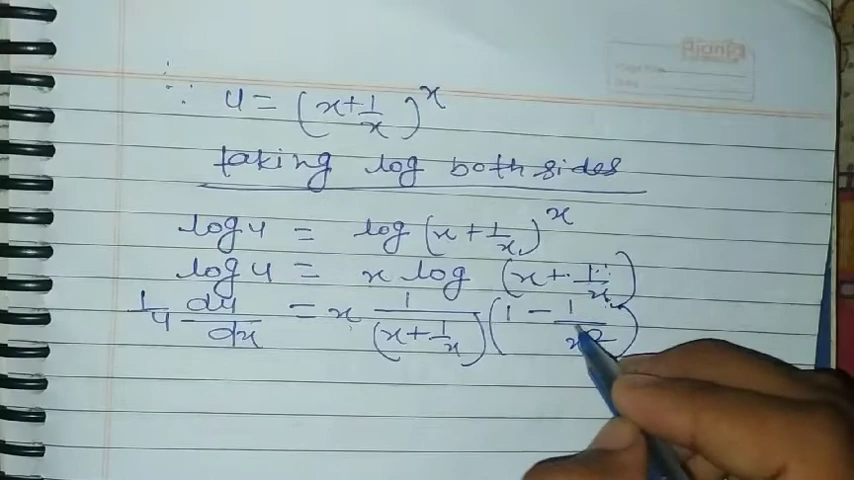 ∵ u = (x + 1/x)^x
taking log both sides
log u = log (x + 1/x)^x
log u = x log (x + 1/x)
1/u du/dx = x 1/(x + 1/x) (1 - 1/x²)